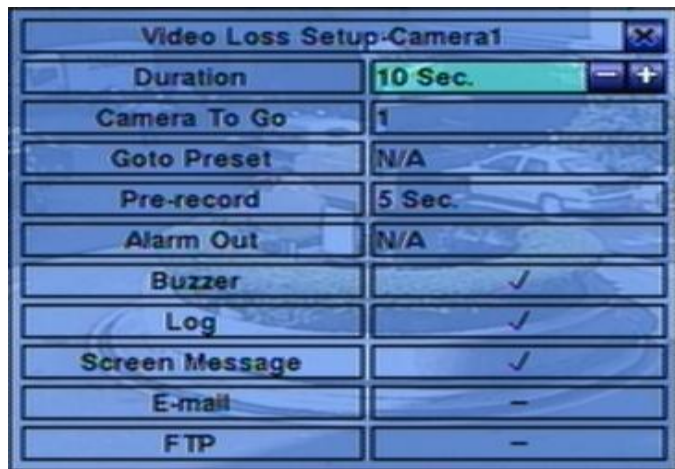 Video Loss Setup-Camera1
Duration 10 Sec.
Camera To Go 1
Goto Preset N/A
Pre-record 5 Sec.
Alarm Out N/A
Buzzer ✓
Log ✓
Screen Message ✓
E-mail –
FTP –